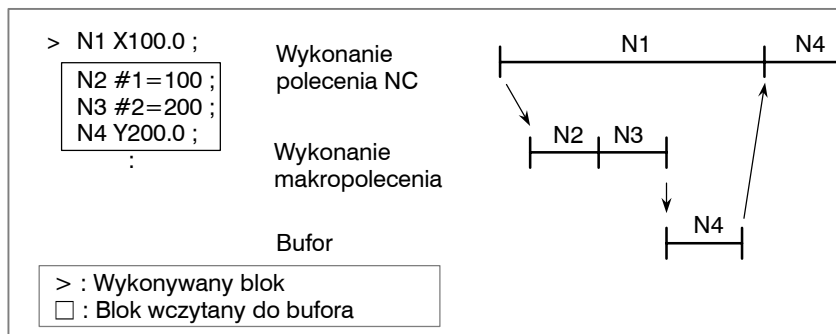 > N1 X100.0 ;
N2 #1=100 ;
N3 #2=200 ;
N4 Y200.0 ;
:
Wykonanie
polecenia NC
N1 N4
Wykonanie
makropolecenia
N2 N3
Bufor
N4
> : Wykonywany blok
□ : Blok wczytany do bufora